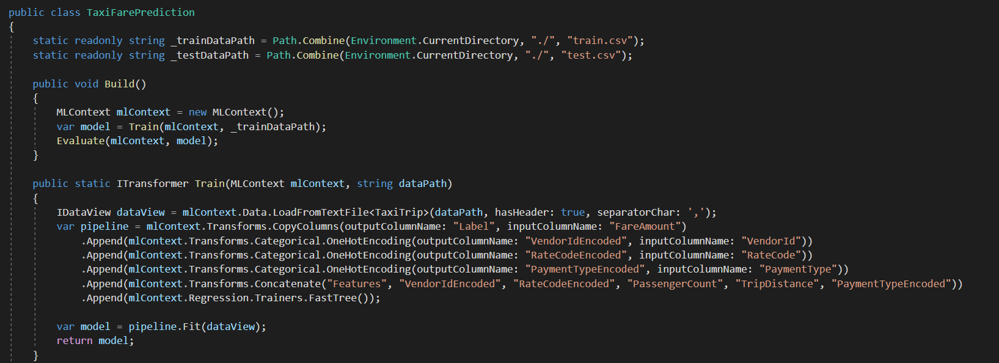 public class TaxiFarePrediction
{
static readonly string _trainDataPath = Path.Combine(Environment.CurrentDirectory, "./", "train.csv");
static readonly string _testDataPath = Path.Combine(Environment.CurrentDirectory, "./", "test.csv");
public void Build()
{
MLContext mlContext = new MLContext();
var model = Train(mlContext, _trainDataPath);
Evaluate(mlContext, model);
}
public static ITransformer Train(MLContext mlContext, string dataPath)
{
IDataView dataView = mlContext.Data.LoadFromTextFile<TaxiTrip>(dataPath, hasHeader: true, separatorChar: ',');
var pipeline = mlContext.Transforms.CopyColumns(outputColumnName: "Label", inputColumnName: "FareAmount")
.Append(mlContext.Transforms.Categorical.OneHotEncoding(outputColumnName: "VendorIdEncoded", inputColumnName: "VendorId"))
.Append(mlContext.Transforms.Categorical.OneHotEncoding(outputColumnName: "RateCodeEncoded", inputColumnName: "RateCode"))
.Append(mlContext.Transforms.Categorical.OneHotEncoding(outputColumnName: "PaymentTypeEncoded", inputColumnName: "PaymentType"))
.Append(mlContext.Transforms.Concatenate("Features", "VendorIdEncoded", "RateCodeEncoded", "PassengerCount", "TripDistance", "PaymentTypeEncoded"))
.Append(mlContext.Regression.Trainers.FastTree());
var model = pipeline.Fit(dataView);
return model;
}